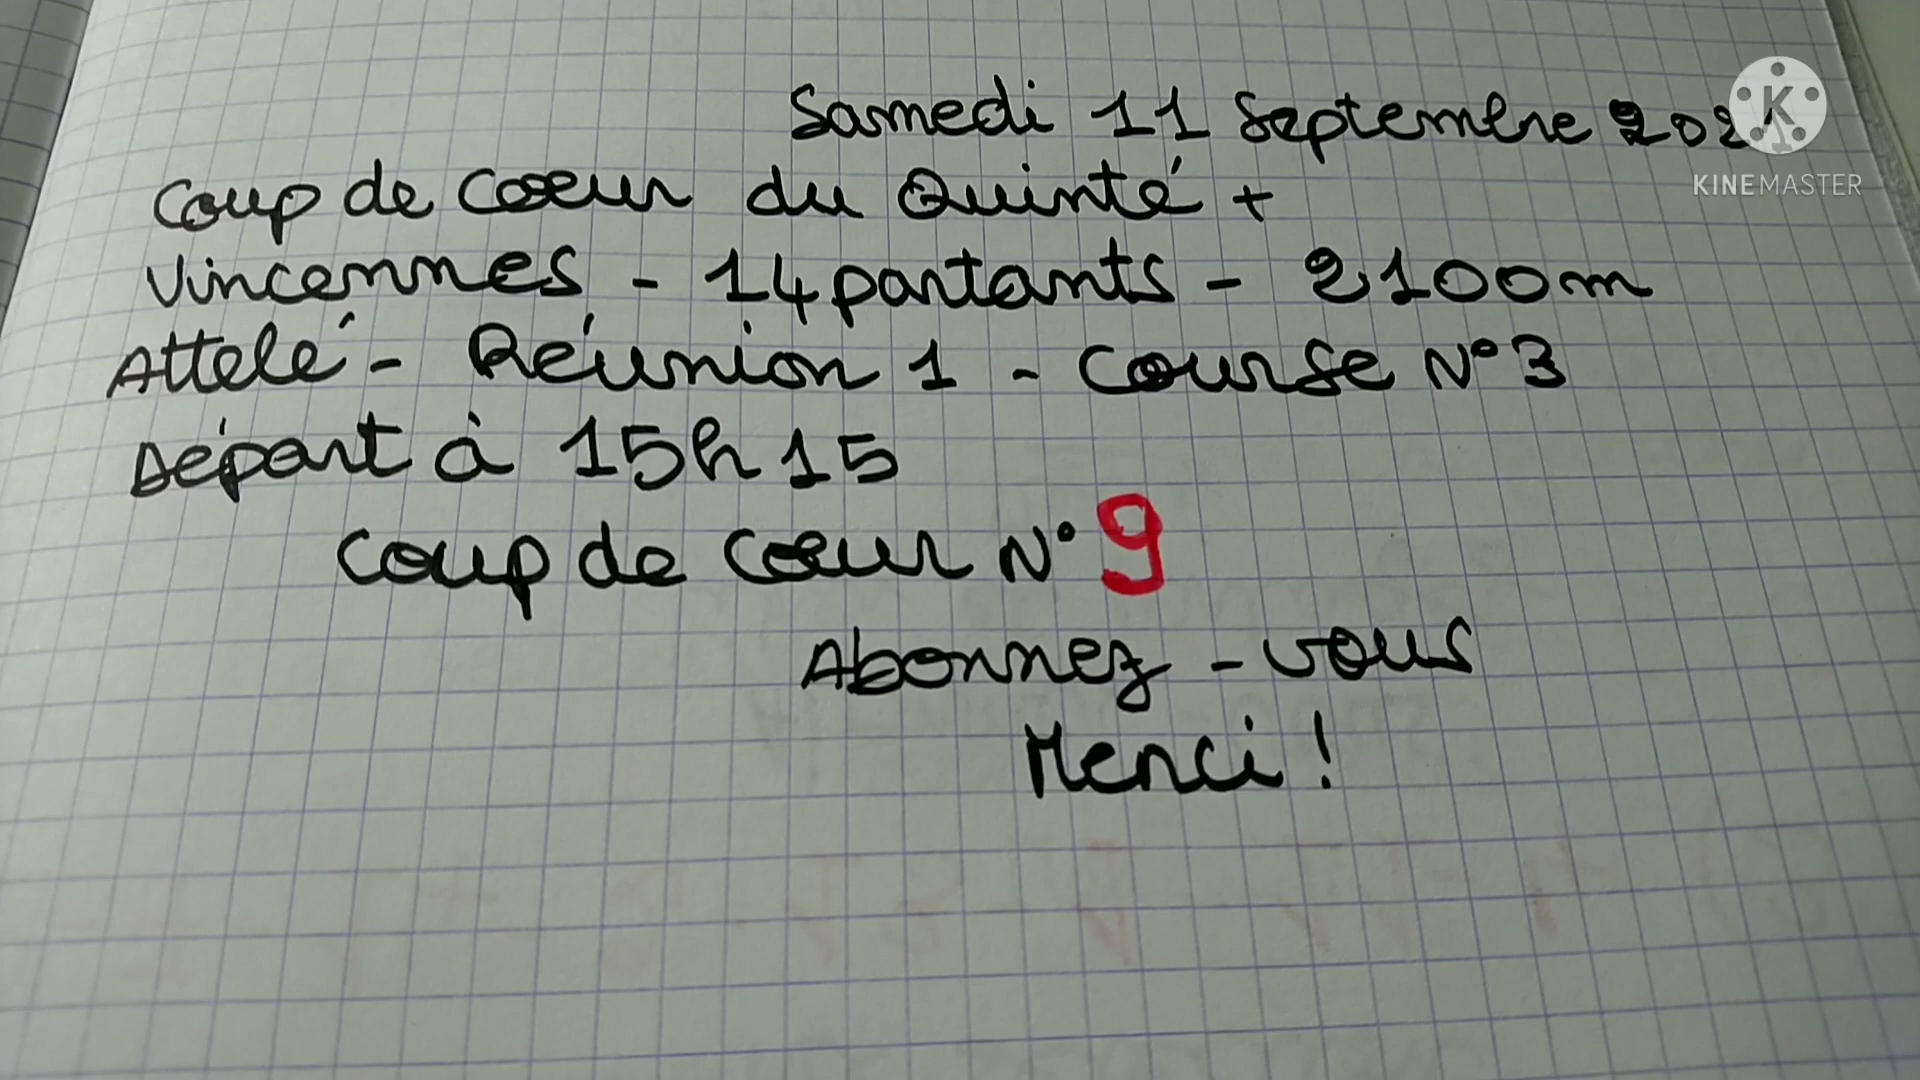 Samedi 11 Septembre 202
Coup de Coeur du Quinté +
Vincennes - 14 partants - 2100m
Attelé - Réunion 1 - Course N° 3
Départ à 15h15
Coup de Coeur N° 9
Abonnez - vous
Merci !
K
KINEMASTER